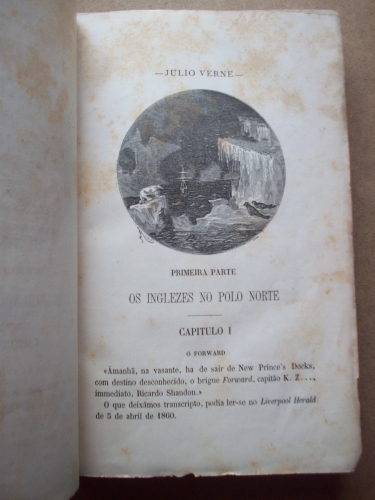 —JULIO VERNE—
PRIMEIRA PARTE
OS INGLEZES NO POLO NORTE
CAPITULO I
O FORWARD
«Ámanhã, na vasante, ha de sair de New Prince's Docks,
com destino desconhecido, o brigue Forward, capitão K. Z...,
immediato, Ricardo Shandon.»
O que deixâmos transcripto, podia ler-se no Liverpool Herald
de 5 de abril de 1860.